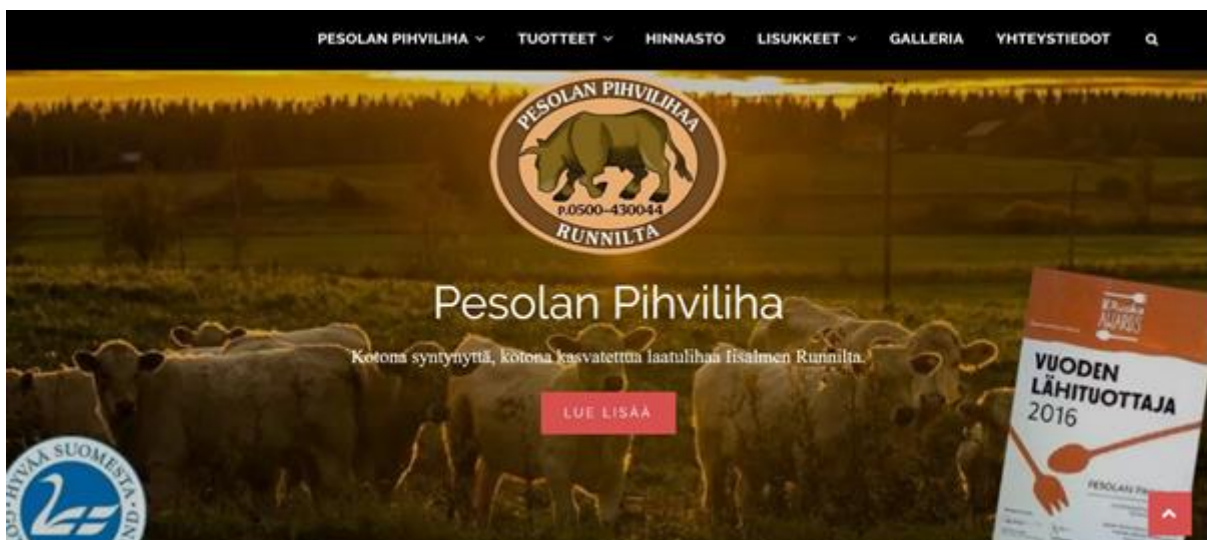 PESOLAN PIHVILIHA
TUOTTEET
HINNASTO
LISUKKEET
GALLERIA
YHTEYSTIEDOT
PESOLAN PIHVILIHAA
P.0500-430044
RUNNILTA
Pesolan Pihviliha
Kotona syntynyttä, kotona kasvatettua laatulihaa Iisalmen Runnilta.
LUE LISÄÄ
HYVÄÄ SUOMESTA
VUODEN
LÄHITUOTTAJA
2016
PESOLAN